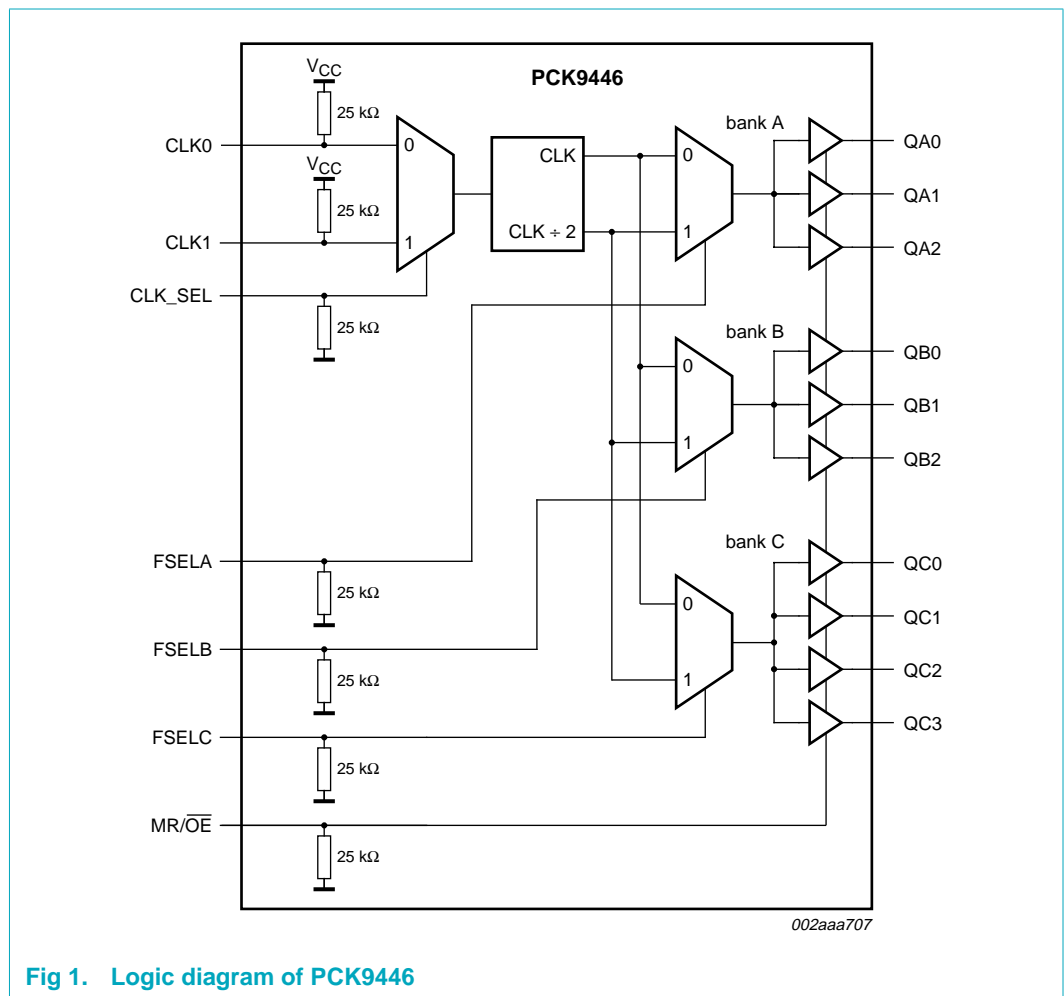 PCK9446
VCC
25 kΩ
CLK0
0
VCC
25 kΩ
CLK1
1
CLK_SEL
25 kΩ
CLK
CLK ÷ 2
0
1
bank A
QA0
QA1
QA2
0
1
bank B
QB0
QB1
QB2
FSELA
25 kΩ
FSELB
25 kΩ
FSELC
25 kΩ
MR/O̅E̅
25 kΩ
0
1
bank C
QC0
QC1
QC2
QC3
002aaa707
Fig 1. Logic diagram of PCK9446